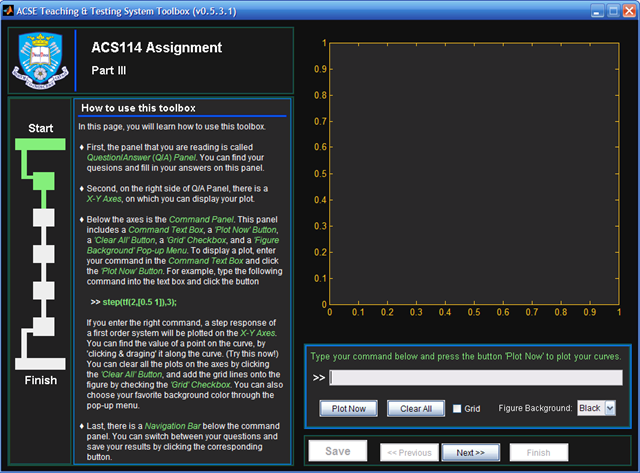 ACSE Teaching & Testing System Toolbox (v0.5.3.1)
ACS114 Assignment
Part III
Start
Finish
How to use this toolbox
In this page, you will learn how to use this toolbox.
♦ First, the panel that you are reading is called
Question|Answer (Q/A) Panel. You can find your
quesions and fill in your answers on this panel.
♦ Second, on the right side of Q/A Panel, there is a
X-Y Axes, on which you can display your plot.
♦ Below the axes is the Command Panel. This panel
includes a Command Text Box, a 'Plot Now' Button,
a 'Clear All' Button, a 'Grid' Checkbox, and a 'Figure
Background' Pop-up Menu. To display a plot, enter
your command in the Command Text Box and click
the 'Plot Now' Button. For example, type the following
command into the text box and click the button
>> step(tf(2,[0.5 1]),3);
If you enter the right command, a step response of
a first order system will be plotted on the X-Y Axes.
You can find the value of a point on the curve, by
'clicking & draging' it along the curve. (Try this now!)
You can clear all the plots on the axes by clicking
the 'Clear All' Button, and add the grid lines onto
the figure by checking the 'Grid' Checkbox. You can also
choose your favorite background color through the
pop-up menu.
♦ Last, there is a Navigation Bar below the command
panel. You can switch between your questions and
save your results by clicking the corresponding
button.
1
0.9
0.8
0.7
0.6
0.5
0.4
0.3
0.2
0.1
0
0 0.1 0.2 0.3 0.4 0.5 0.6 0.7 0.8 0.9 1
Type your command below and press the button 'Plot Now' to plot your curves.
>>
Plot Now Clear All Grid Figure Background: Black
Save << Previous Next >> Finish